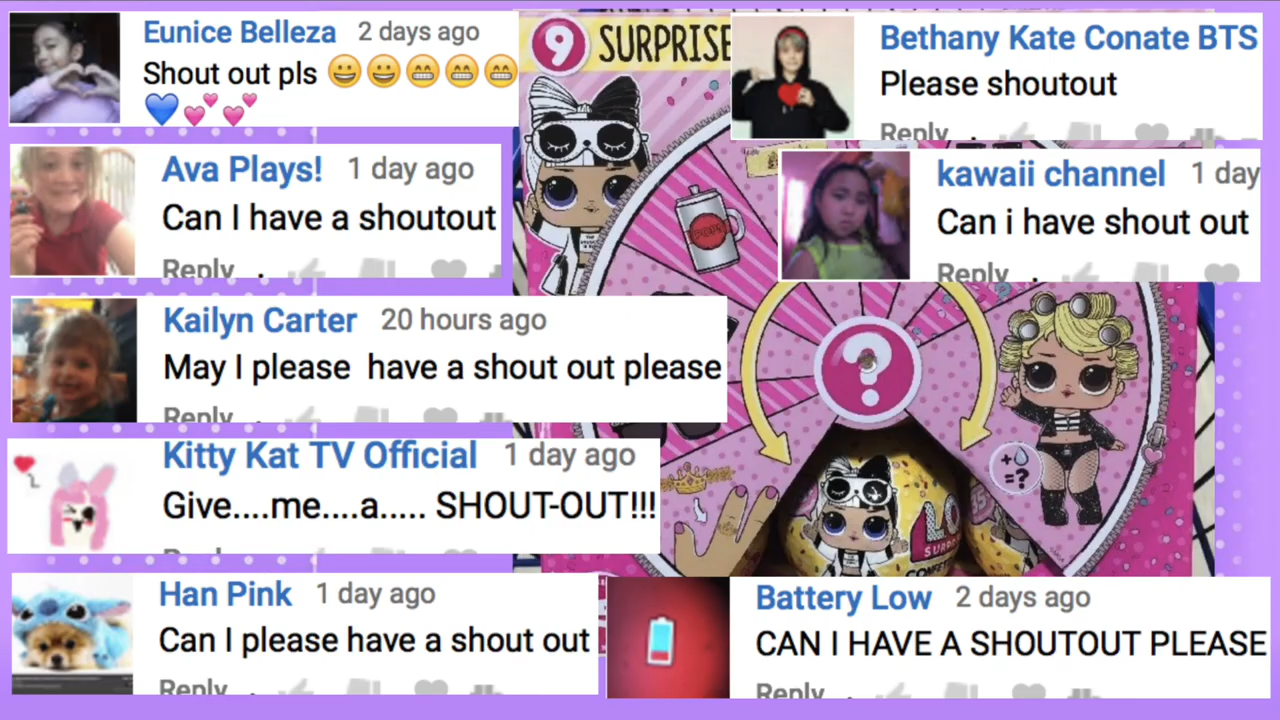 Eunice Belleza 2 days ago
Shout out pls 😀😀😁😁😁
💙💕💕
Ava Plays! 1 day ago
Can I have a shoutout
Reply
Kailyn Carter 20 hours ago
May I please have a shout out please
Reply
Kitty Kat TV Official 1 day ago
Give....me....a..... SHOUT-OUT!!!
Han Pink 1 day ago
Can I please have a shout out
Reply
9 SURPRISE
Bethany Kate Conate BTS
Please shoutout
Reply
kawaii channel 1 day
Can i have shout out
Reply
POP!
?
+
=?
L.O.L
SURPR
CONFETTI
Battery Low 2 days ago
CAN I HAVE A SHOUTOUT PLEASE
Reply